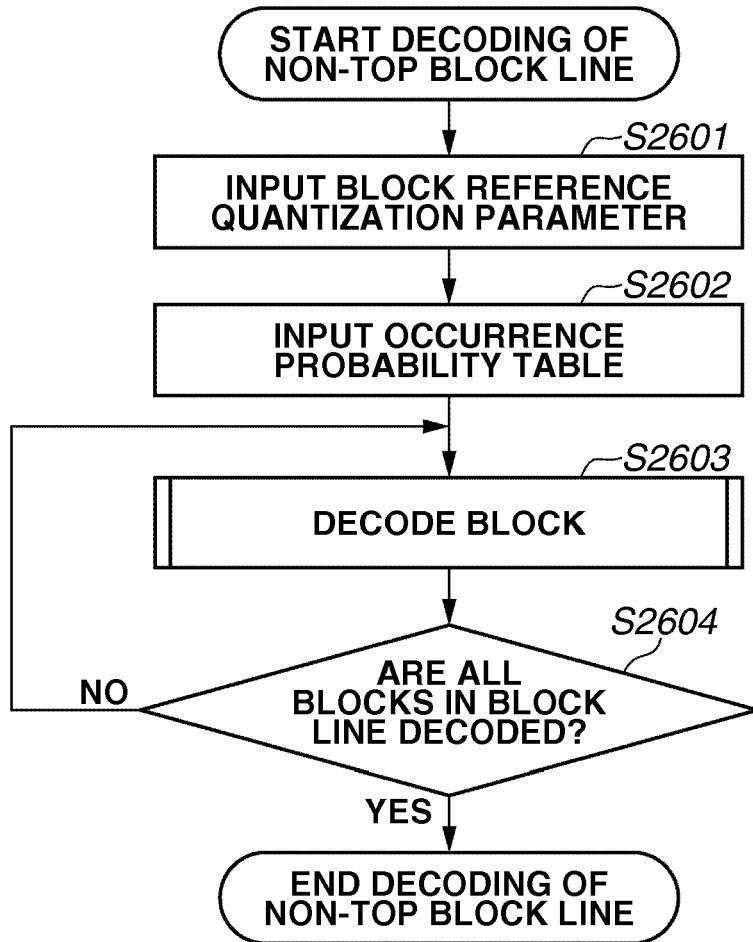 START DECODING OF
NON-TOP BLOCK LINE
S2601
INPUT BLOCK REFERENCE
QUANTIZATION PARAMETER
S2602
INPUT OCCURRENCE
PROBABILITY TABLE
S2603
DECODE BLOCK
S2604
ARE ALL
BLOCKS IN BLOCK
LINE DECODED?
NO
YES
END DECODING OF
NON-TOP BLOCK LINE